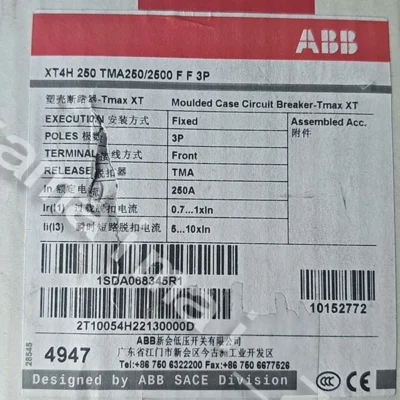 ABB
XT4H 250 TMA250/2500 F F 3P
塑壳断路器-Tmax XT Moulded Case Circuit Breaker-Tmax XT
EXECUTION 安装方式 Fixed Assembled Acc.
附件
POLES 极数 3P
TERMINAL 接线方式 Front
RELEASE 脱扣器 TMA
In 额定电流 250A
Ir(I1) 过载脱扣电流 0.7...1xIn
Ii(I3) 瞬时短路脱扣电流 5...10xIn
1SDA068345R1
10152772
2T10054H22130000D
ABB新会低压开关有限公司
广东省江门市新会区今古洲工业开发区
Tel:+86 750 6322200 Fax:+86 750 6677526
28545
4947
Designed by ABB SACE Division
CCC